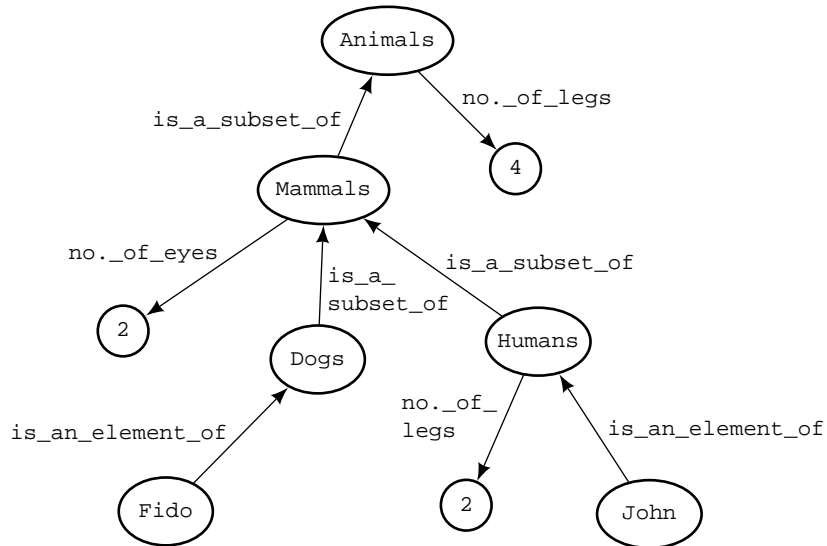 Animals
no._of_legs
is_a_subset_of
4
Mammals
no._of_eyes
is_a_subset_of
is_a_
subset_of
2
Humans
Dogs
no._of_
legs
is_an_element_of
is_an_element_of
2
Fido
John